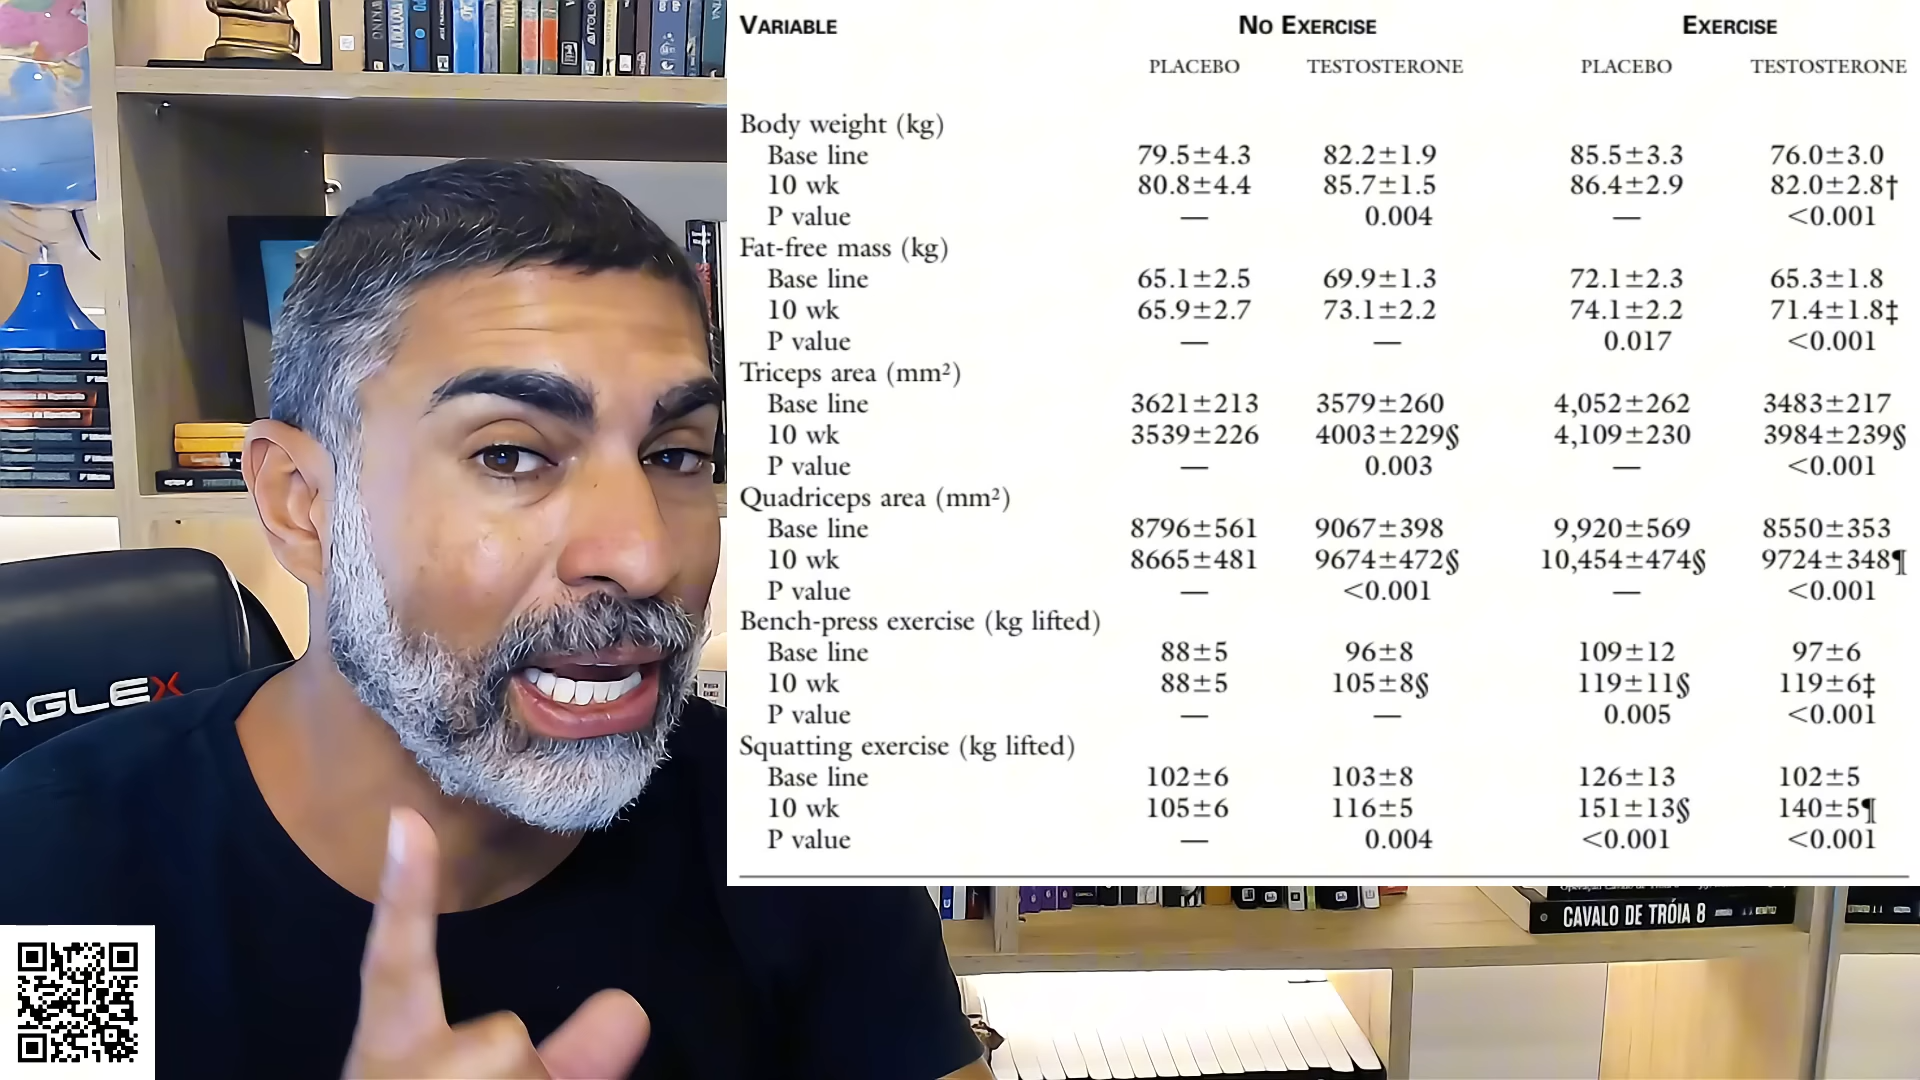 VARIABLE NO EXERCISE EXERCISE
PLACEBO TESTOSTERONE PLACEBO TESTOSTERONE
Body weight (kg)
Base line 79.5±4.3 82.2±1.9 85.5±3.3 76.0±3.0
10 wk 80.8±4.4 85.7±1.5 86.4±2.9 82.0±2.8†
P value — 0.004 — <0.001
Fat-free mass (kg)
Base line 65.1±2.5 69.9±1.3 72.1±2.3 65.3±1.8
10 wk 65.9±2.7 73.1±2.2 74.1±2.2 71.4±1.8‡
P value — — 0.017 <0.001
Triceps area (mm²)
Base line 3621±213 3579±260 4,052±262 3483±217
10 wk 3539±226 4003±229§ 4,109±230 3984±239§
P value — 0.003 — <0.001
Quadriceps area (mm²)
Base line 8796±561 9067±398 9,920±569 8550±353
10 wk 8665±481 9674±472§ 10,454±474§ 9724±348¶
P value — <0.001 — <0.001
Bench-press exercise (kg lifted)
Base line 88±5 96±8 109±12 97±6
10 wk 88±5 105±8§ 119±11§ 119±6‡
P value — — 0.005 <0.001
Squatting exercise (kg lifted)
Base line 102±6 103±8 126±13 102±5
10 wk 105±6 116±5 151±13§ 140±5¶
P value — 0.004 <0.001 <0.001
AGLEX
CAVALO DE TRÓIA 8